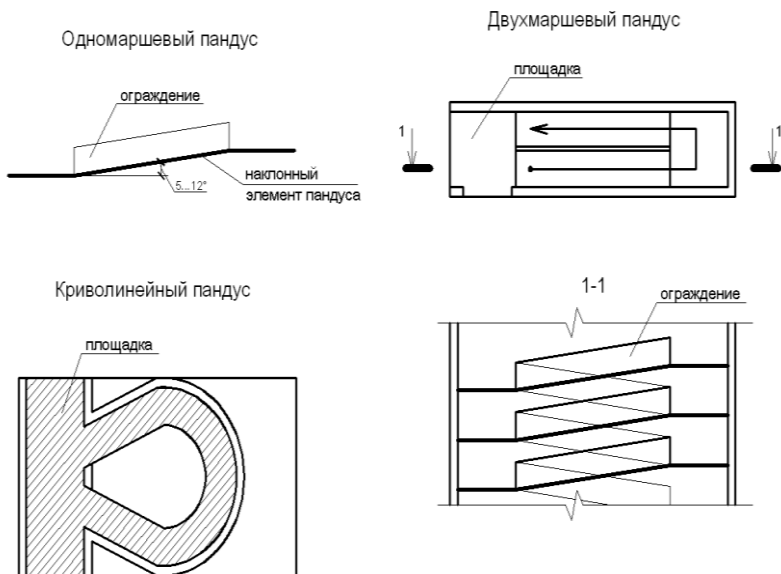 Одномаршевый пандус
ограждение
5...12°
наклонный
элемент пандуса
Двухмаршевый пандус
площадка
1
1
Криволинейный пандус
площадка
1-1
ограждение